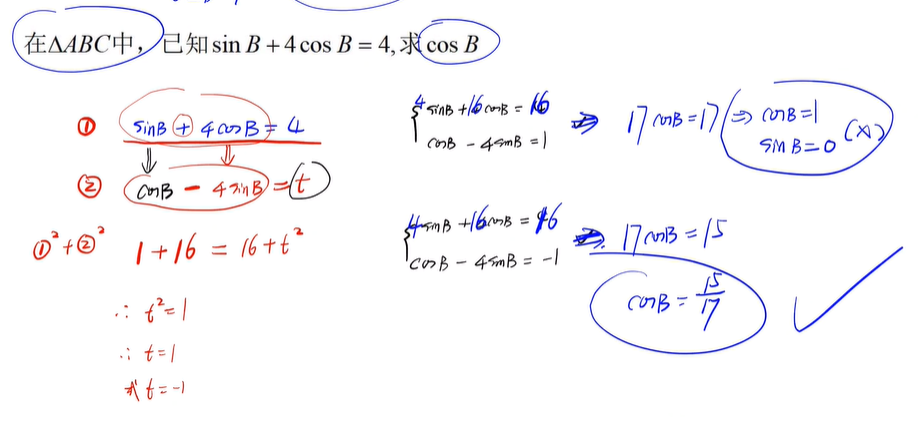 在ΔABC中，已知sin B + 4 cos B = 4, 求cos B
① sinB + 4cosB = 4
② cosB - 4sinB = t
①²+②² 1+16 = 16+t²
∴ t²=1
∴ t=1
或 t=-1
{4sinB+16cosB = 16
cosB - 4sinB = 1
⇒ 17cosB=17 ⇒ cosB=1
sinB=0 (×)
{4sinB+16cosB = 16
cosB - 4sinB = -1
⇒ 17cosB=15
cosB = 15/17 ✓